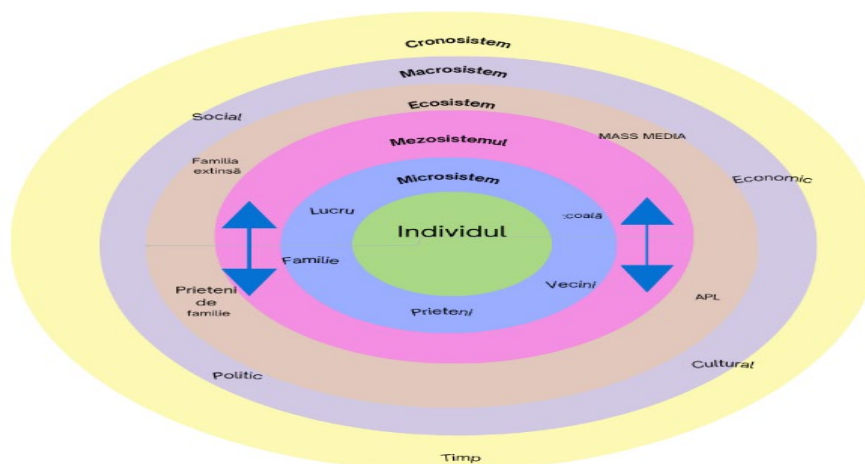 Cronosistem
Macrosistem
Ecosistem
Mezosistemul
Microsistem
Social
MASS MEDIA
Familia
extinsă
Economic
Lucru
Individul
Familie
Vecini
Prieteni
de
familie
Prieteni
APL
Politic
Cultural
Timp